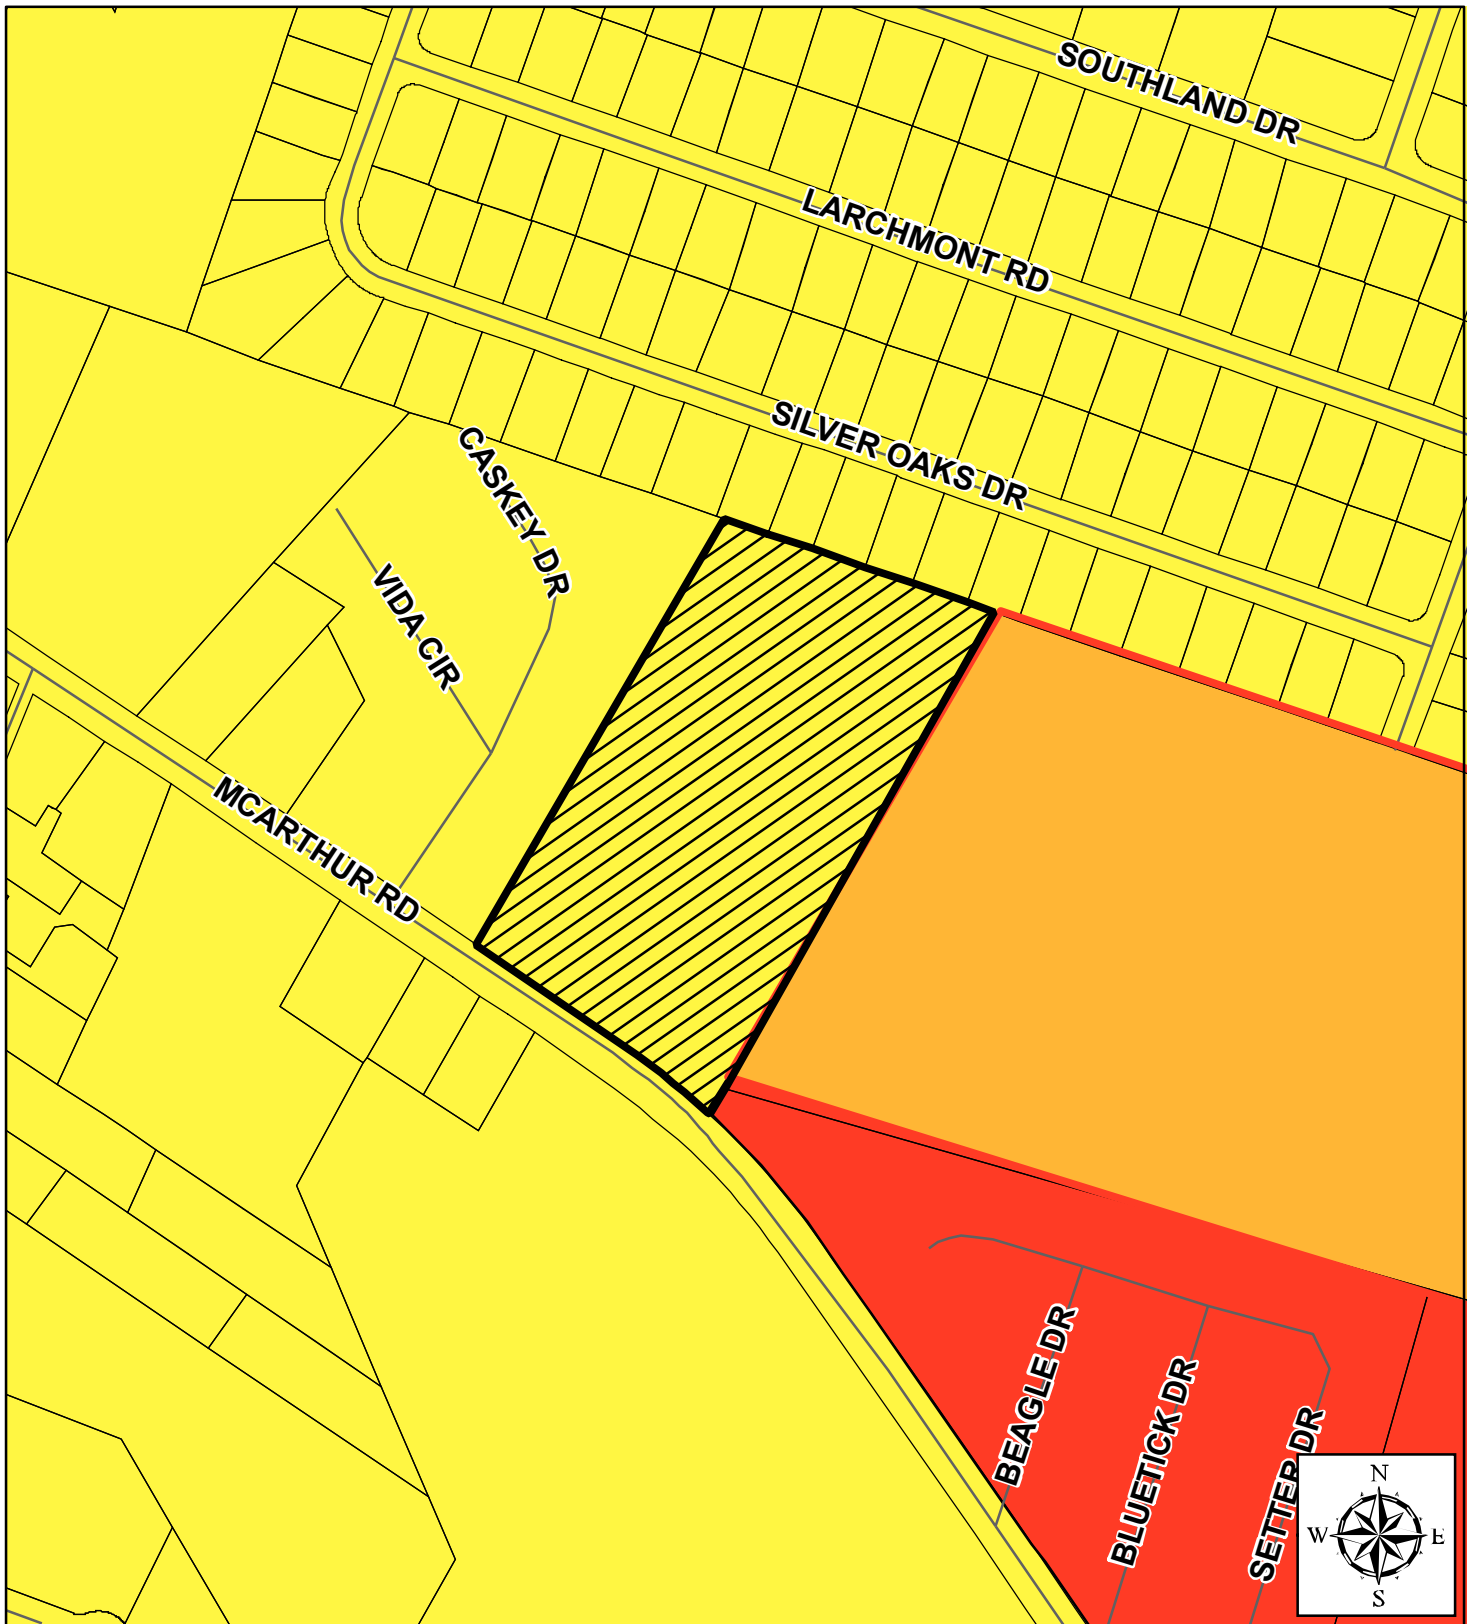 SOUTHLAND DR
LARCHMONT RD
SILVER OAKS DR
CASKEY DR
VIDA CIR
MCARTHUR RD
BEAGLE DR
BLUETICK DR
SETTER DR
N
W E
S